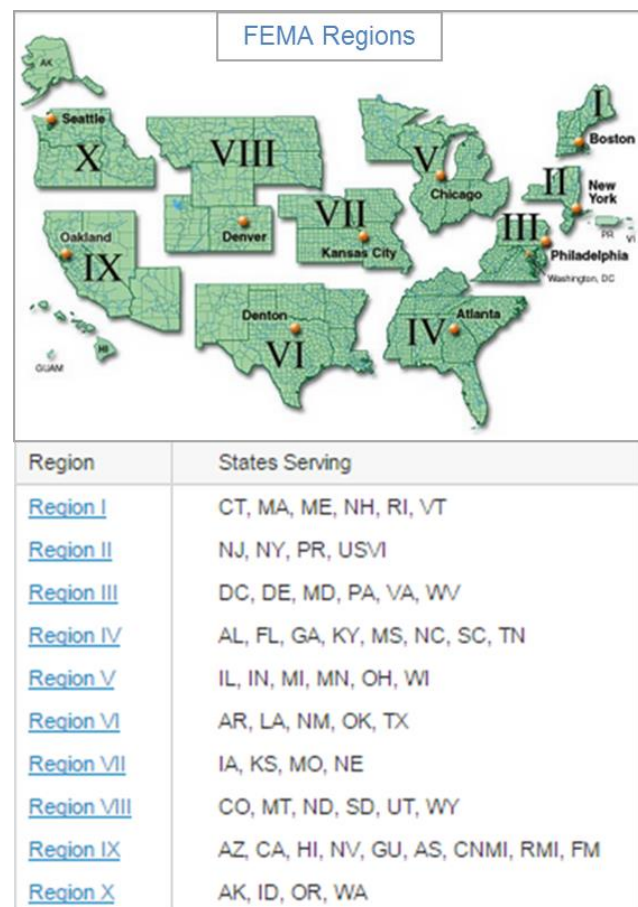 FEMA Regions
AK
Seattle
X
VIII
V
I
Boston
II
New
York
Chicago
VII
III
PR
VI
Oakland
Denver
Kansas City
Philadelphia
IX
Washington, DC
Denton
Atlanta
IV
VI
HI
GUAM
Region States Serving
Region I CT, MA, ME, NH, RI, VT
Region II NJ, NY, PR, USVI
Region III DC, DE, MD, PA, VA, WV
Region IV AL, FL, GA, KY, MS, NC, SC, TN
Region V IL, IN, MI, MN, OH, WI
Region VI AR, LA, NM, OK, TX
Region VII IA, KS, MO, NE
Region VIII CO, MT, ND, SD, UT, WY
Region IX AZ, CA, HI, NV, GU, AS, CNMI, RMI, FM
Region X AK, ID, OR, WA